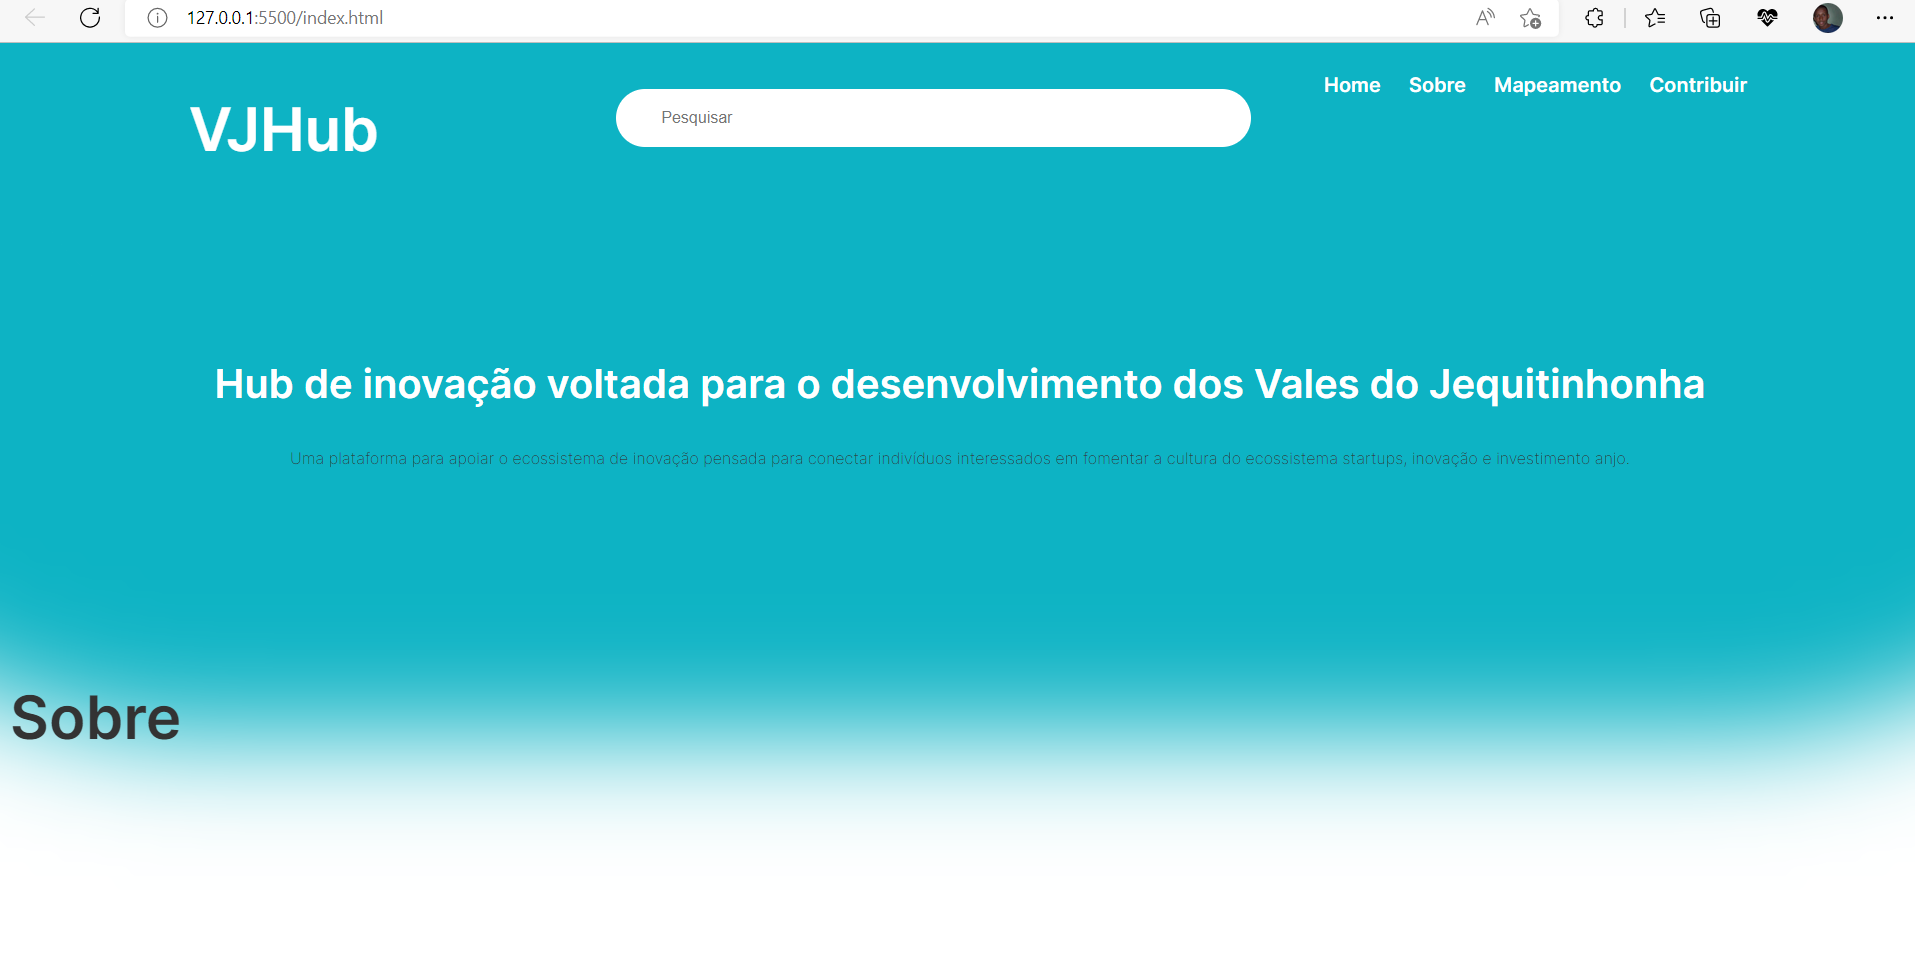 127.0.0.1:5500/index.html
VJHub
Pesquisar
Home Sobre Mapeamento Contribuir
Hub de inovação voltada para o desenvolvimento dos Vales do Jequitinhonha
Uma plataforma para apoiar o ecossistema de inovação pensada para conectar indivíduos interessados em fomentar a cultura do ecossistema startups, inovação e investimento anjo.
Sobre